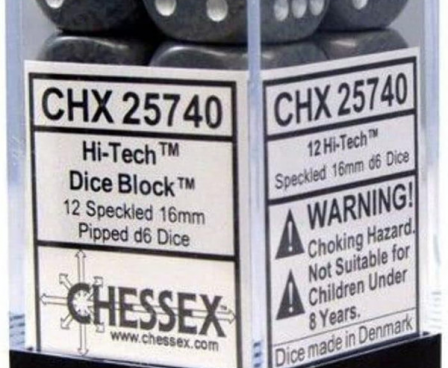 CHX 25740
Hi-Tech™
Dice Block™
12 Speckled 16mm
Pipped d6 Dice
CHESSEX™
www.chessex.com
CHX 25740
12 Hi-Tech™
Speckled 16mm d6 Dice
WARNING!
Choking Hazard.
Not Suitable for
Children Under
8 Years.
Dice made in Denmark